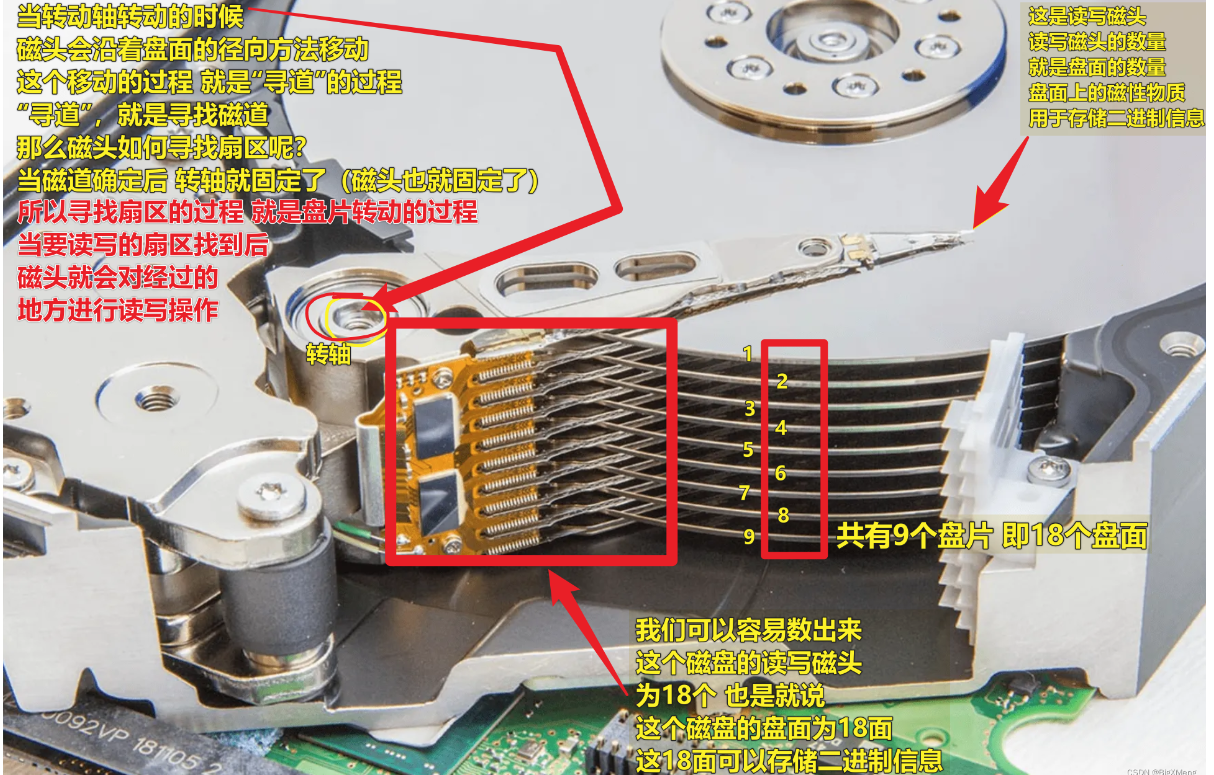 当转动轴转动的时候
磁头会沿着盘面的径向方法移动
这个移动的过程 就是“寻道”的过程
“寻道”，就是寻找磁道
那么磁头如何寻找扇区呢?
当磁道确定后 转轴就固定了（磁头也就固定了）
所以寻找扇区的过程 就是盘片转动的过程
当要读写的扇区找到后
磁头就会对经过的
地方进行读写操作
这是读写磁头
读写磁头的数量
就是盘面的数量
盘面上的磁性物质
用于存储二进制信息
转轴
1
2
3
4
5
6
7
8
9
共有9个盘片 即18个盘面
我们可以容易数出来
这个磁盘的读写磁头
为18个 也是就说
这个磁盘的盘面为18面
这18面可以存储二进制信息
0092VP 181105 2
CSDN @BigXMeng